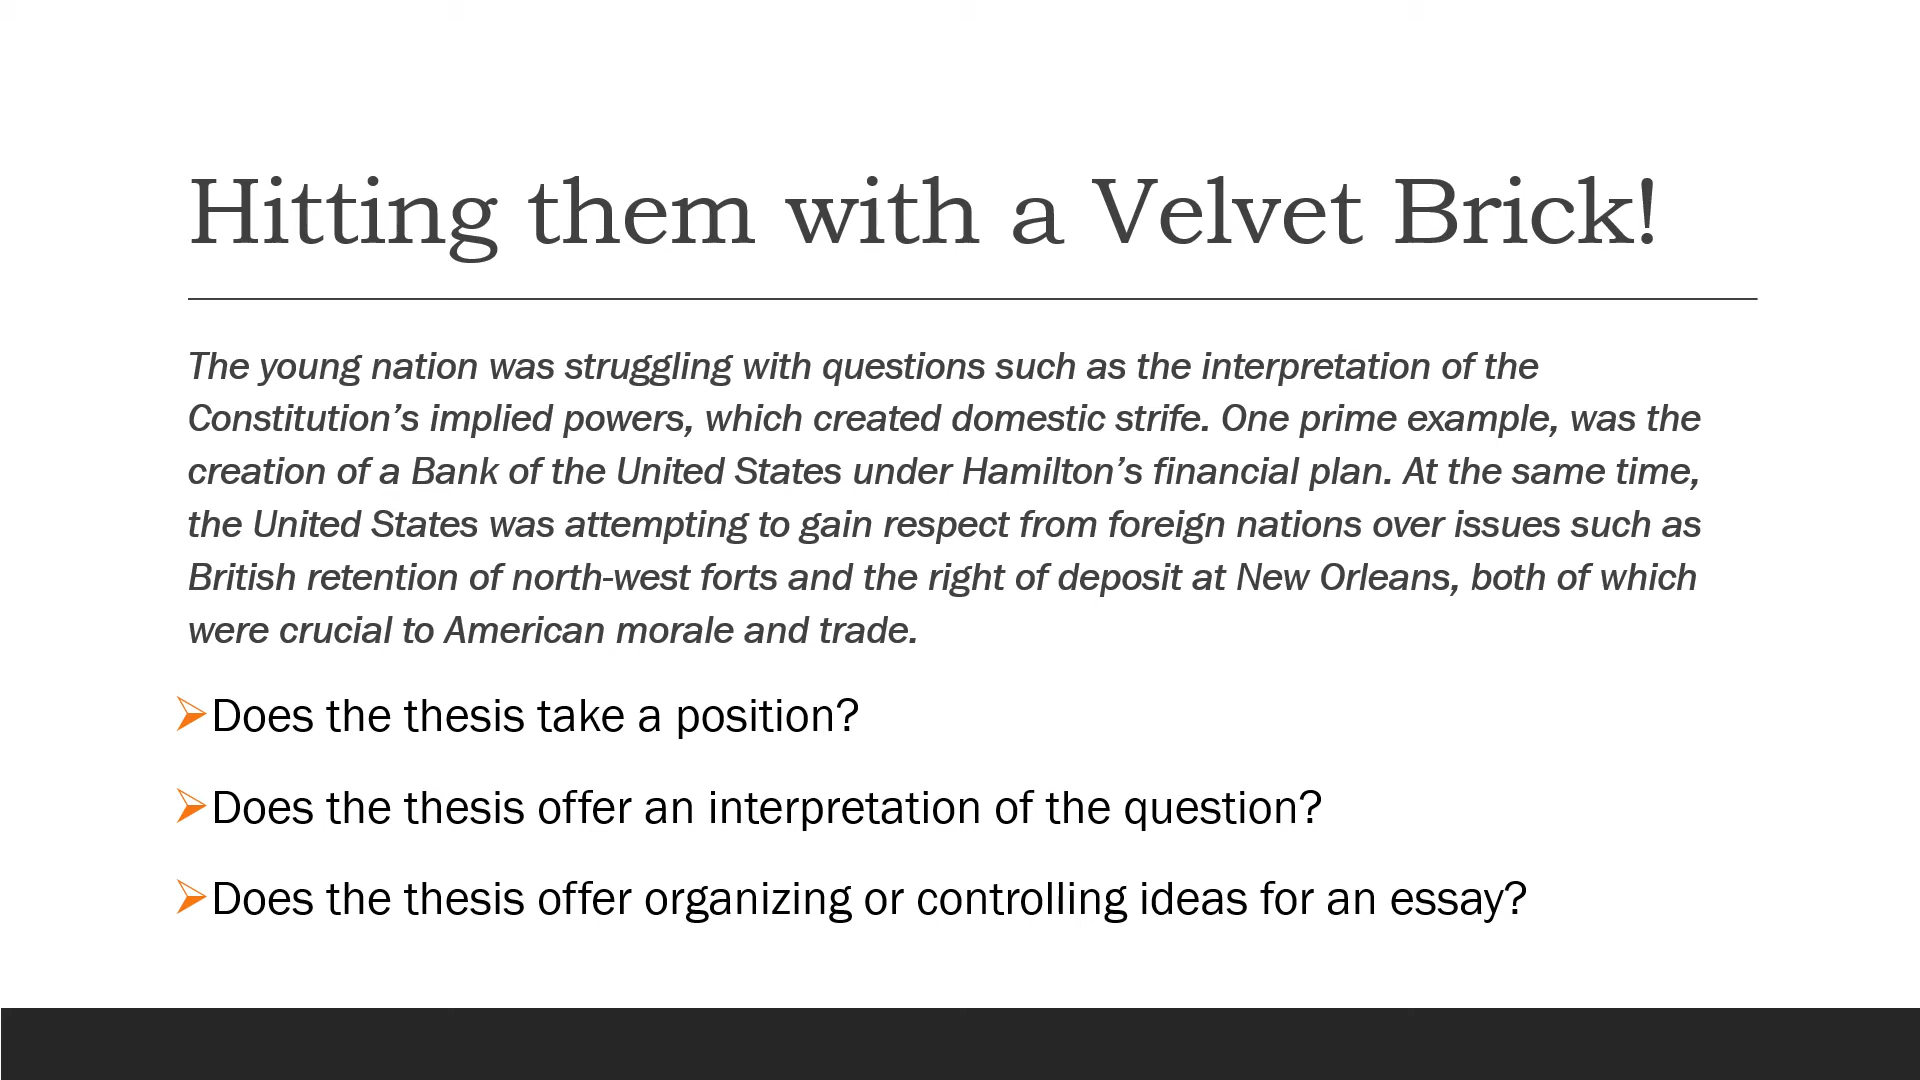 Hitting them with a Velvet Brick!
The young nation was struggling with questions such as the interpretation of the
Constitution’s implied powers, which created domestic strife. One prime example, was the
creation of a Bank of the United States under Hamilton’s financial plan. At the same time,
the United States was attempting to gain respect from foreign nations over issues such as
British retention of north-west forts and the right of deposit at New Orleans, both of which
were crucial to American morale and trade.
Does the thesis take a position?
Does the thesis offer an interpretation of the question?
Does the thesis offer organizing or controlling ideas for an essay?